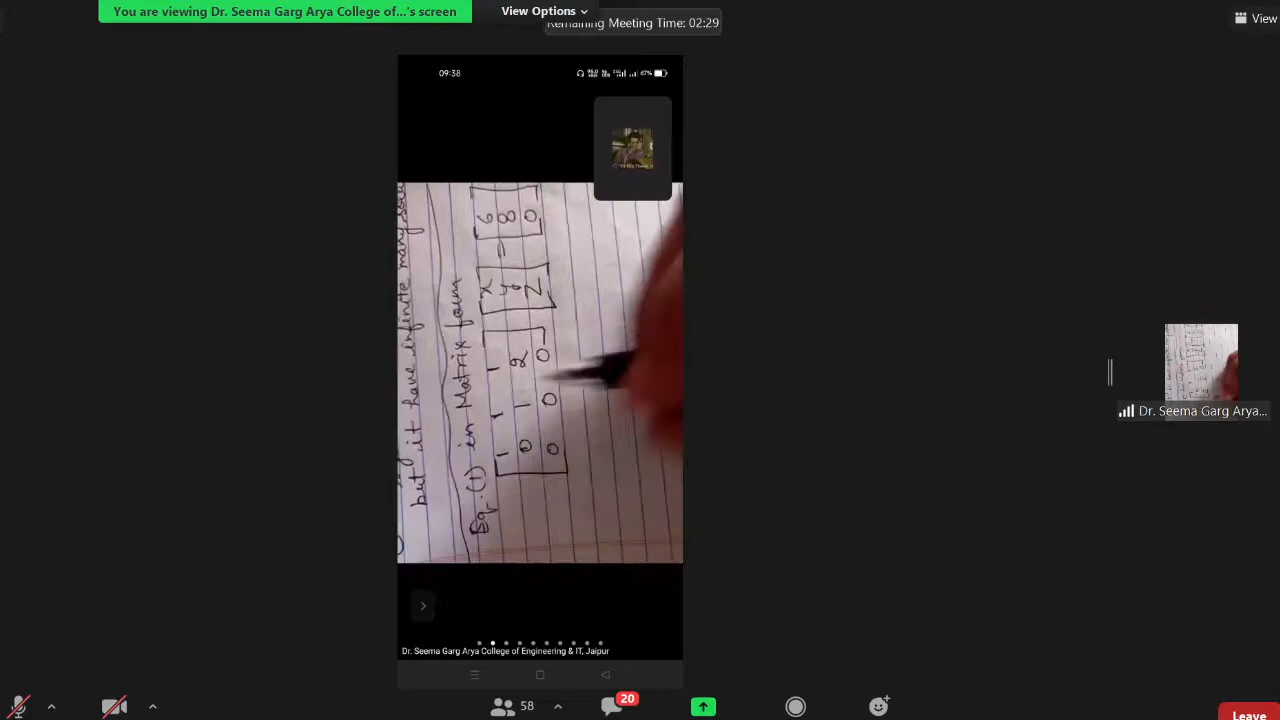 You are viewing Dr. Seema Garg Arya College of...'s screen
View Options
Remaining Meeting Time: 02:29
View
09:38
67%
but it have infinite many
Eq. (1) in Matrix form
[1 1 1] [x] = [6]
[0 1 2] [y] [8]
[0 0 0] [z] [0]
Dr. Seema Garg Arya College of Engineering & IT, Jaipur
Dr. Seema Garg Arya...
58
20
Leave